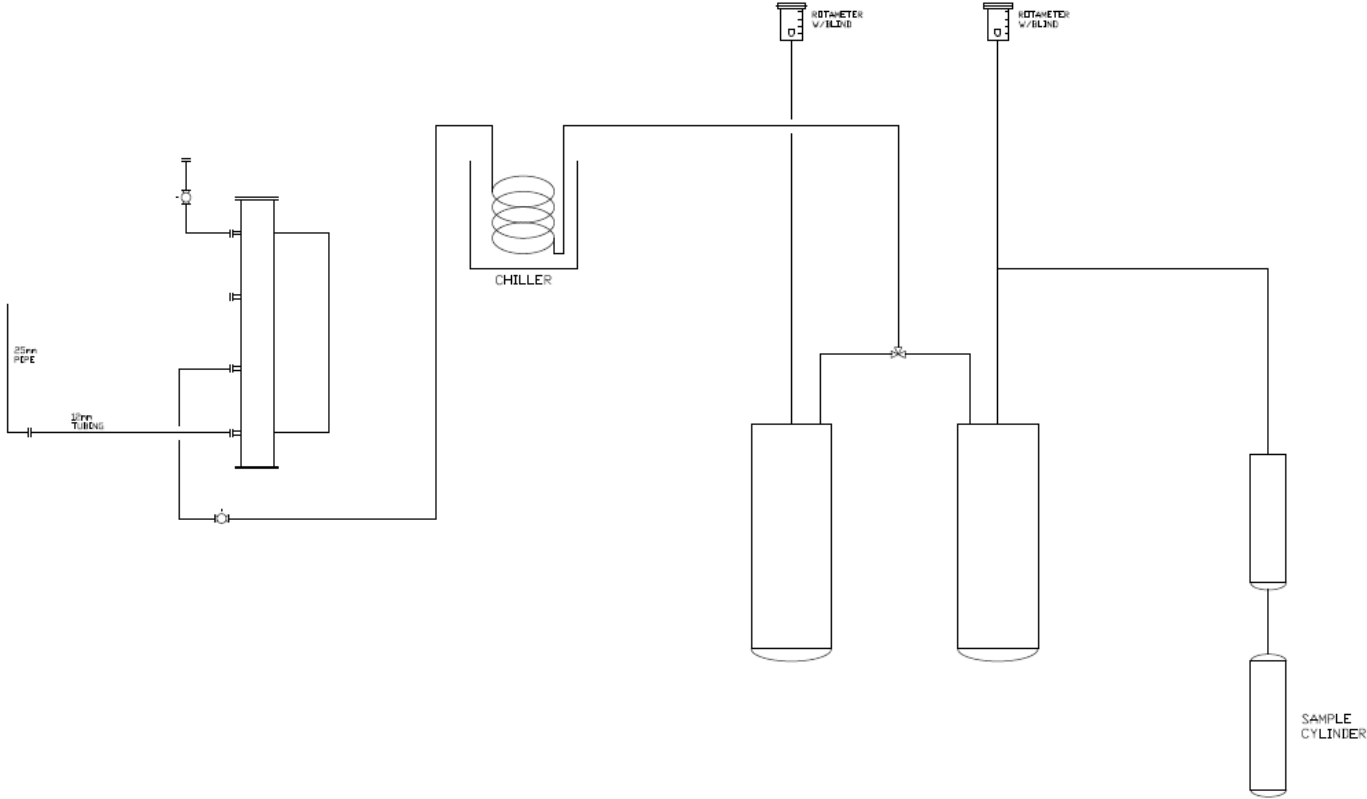 ROTAMETER
W/BLIND
ROTAMETER
W/BLIND
CHILLER
25mm
PIPE
12mm
TUBING
SAMPLE
CYLINDER